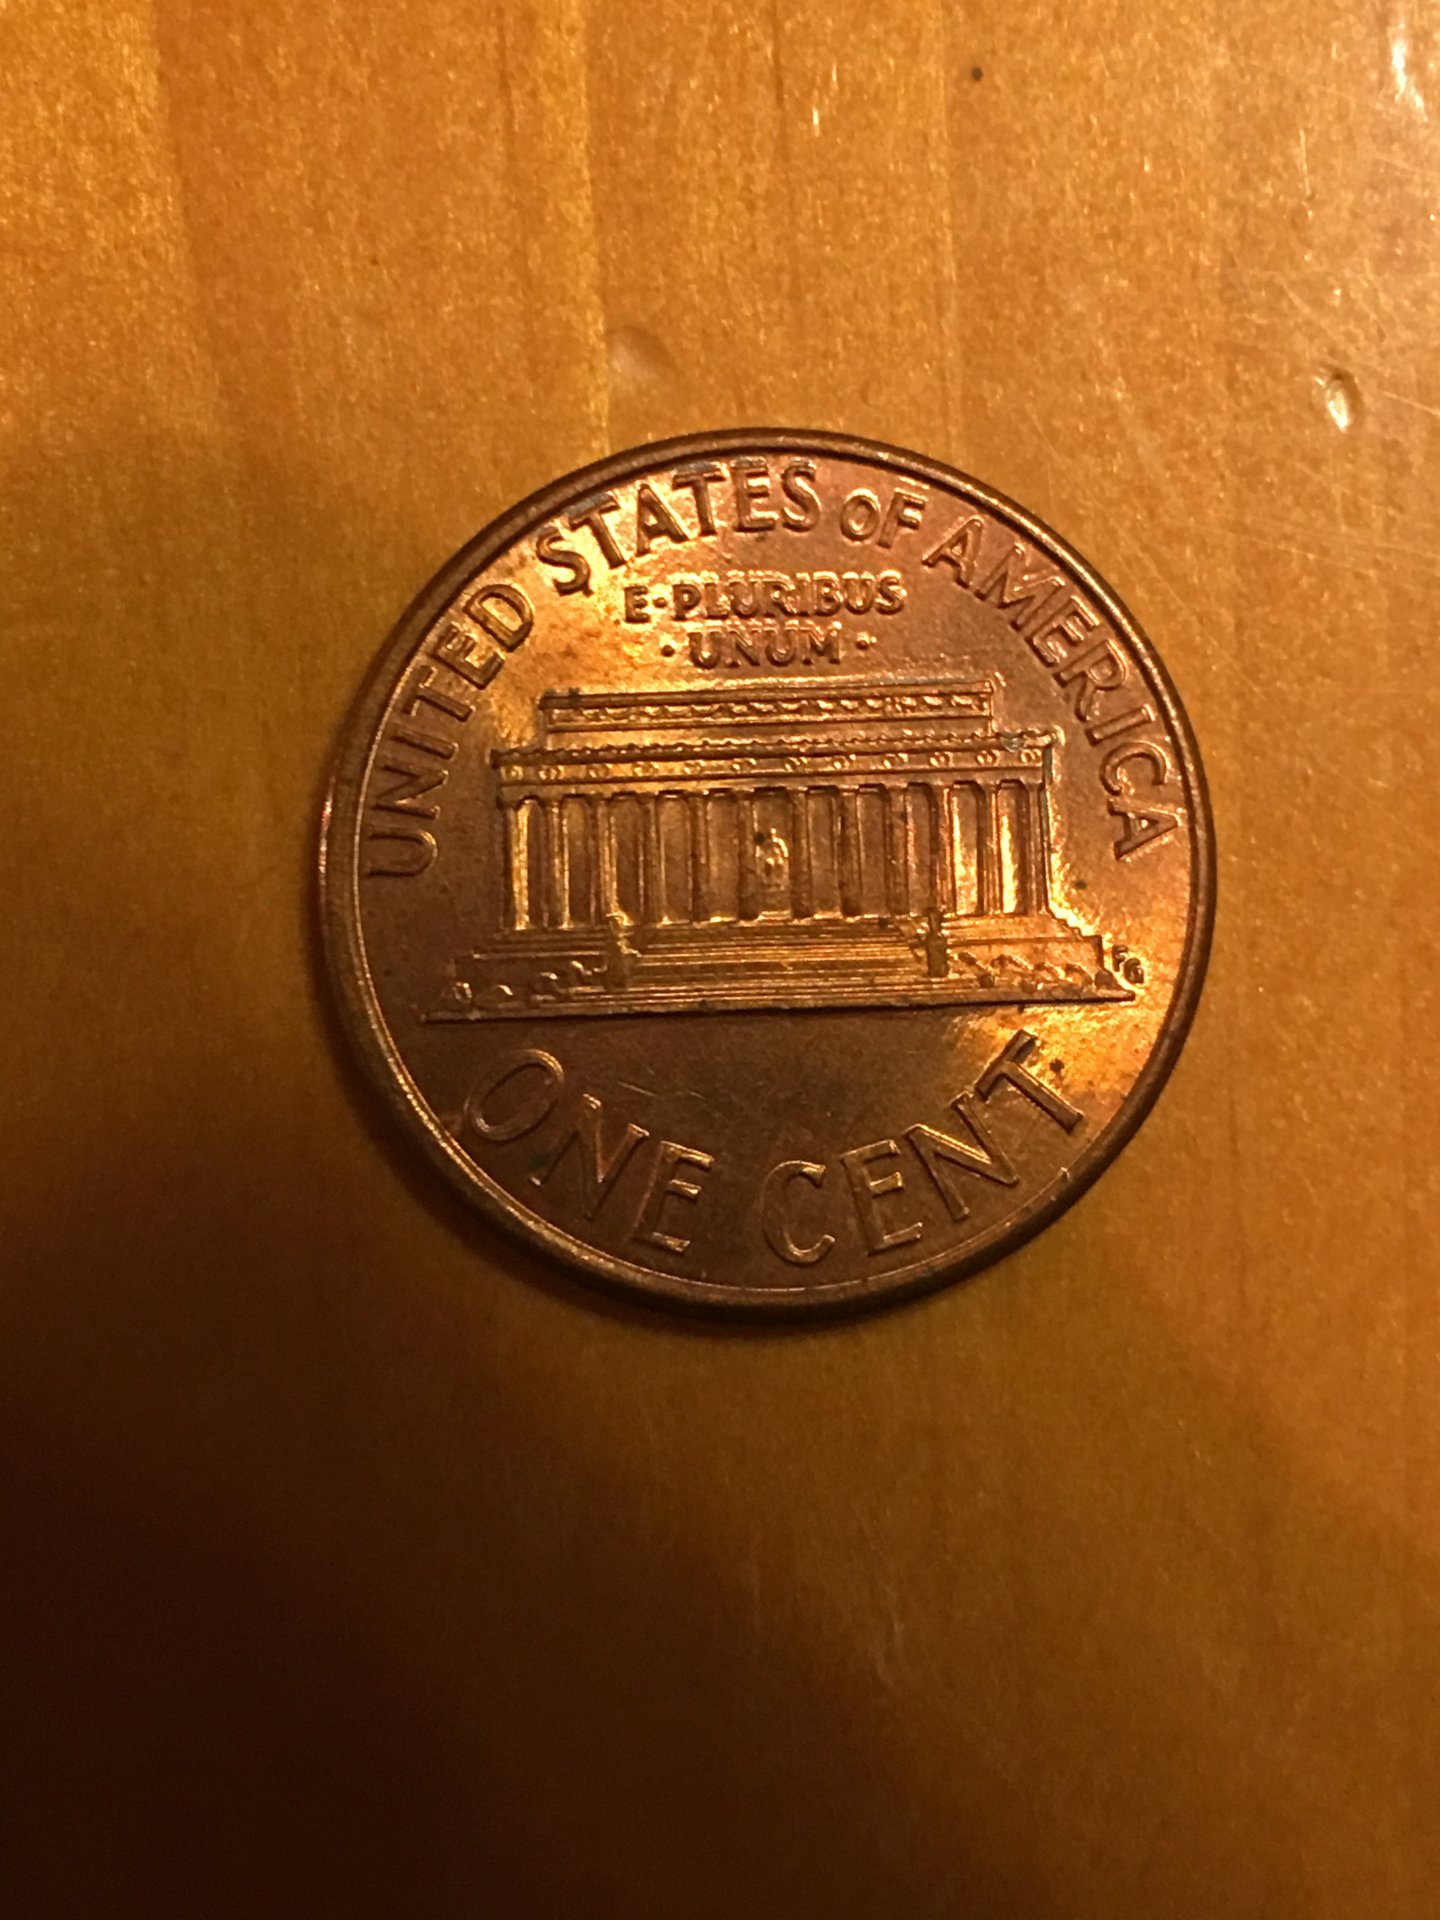 UNITED STATES OF AMERICA
E·PLURIBUS
·UNUM·
FG
ONE CENT